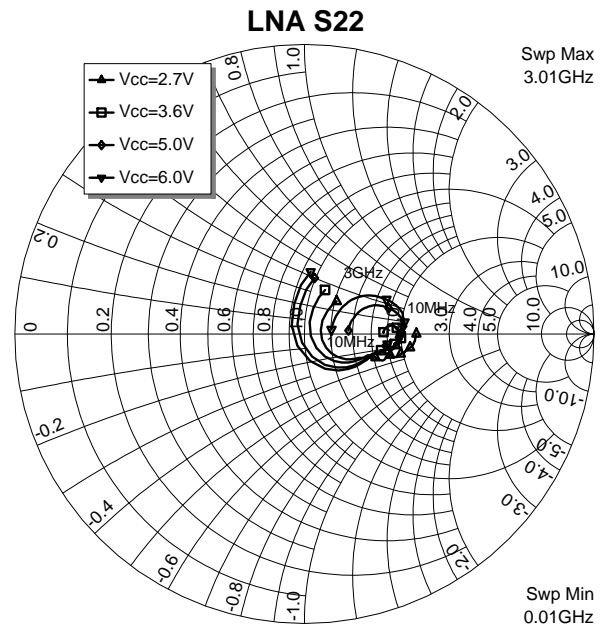 LNA S22
Swp Max
3.01GHz
Vcc=2.7V
Vcc=3.6V
Vcc=5.0V
Vcc=6.0V
0.8
1.0
2.0
3.0
4.0
5.0
10.0
0.2
3GHz
10MHz
10MHz
0
0.2
0.4
0.6
0.8
3.0
4.0
5.0
10.0
-10.0
-0.2
-5.0
-4.0
-3.0
-0.4
-2.0
-0.6
-0.8
-1.0
Swp Min
0.01GHz